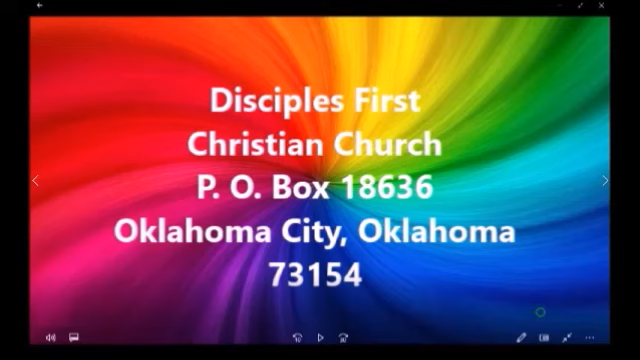 Disciples First
Christian Church
P. O. Box 18636
Oklahoma City, Oklahoma
73154